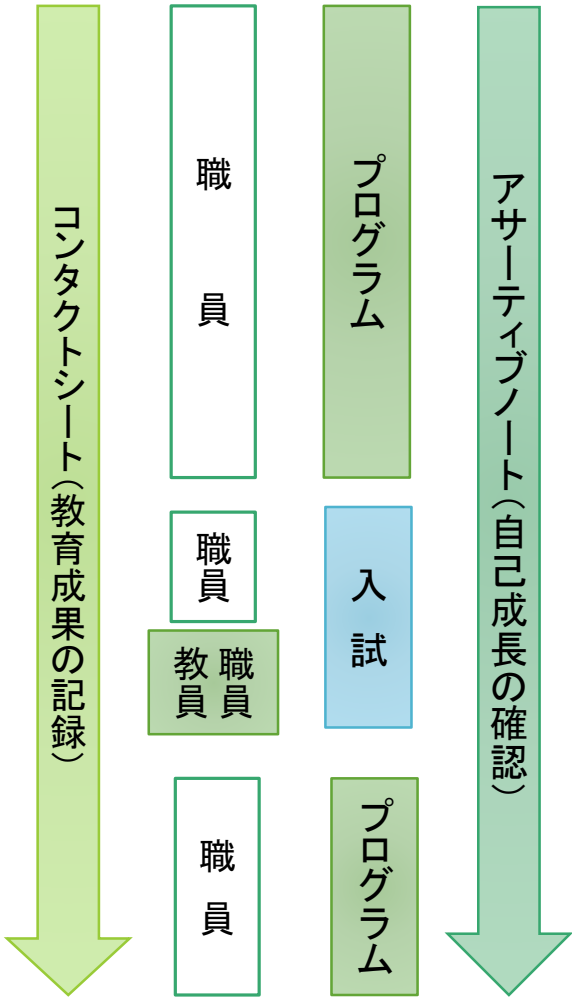 アサーティブノート（自己成長の確認）
プログラム
職員
コンタクトシート（教育成果の記録）
入試
職員
職員
教員
プログラム
職員